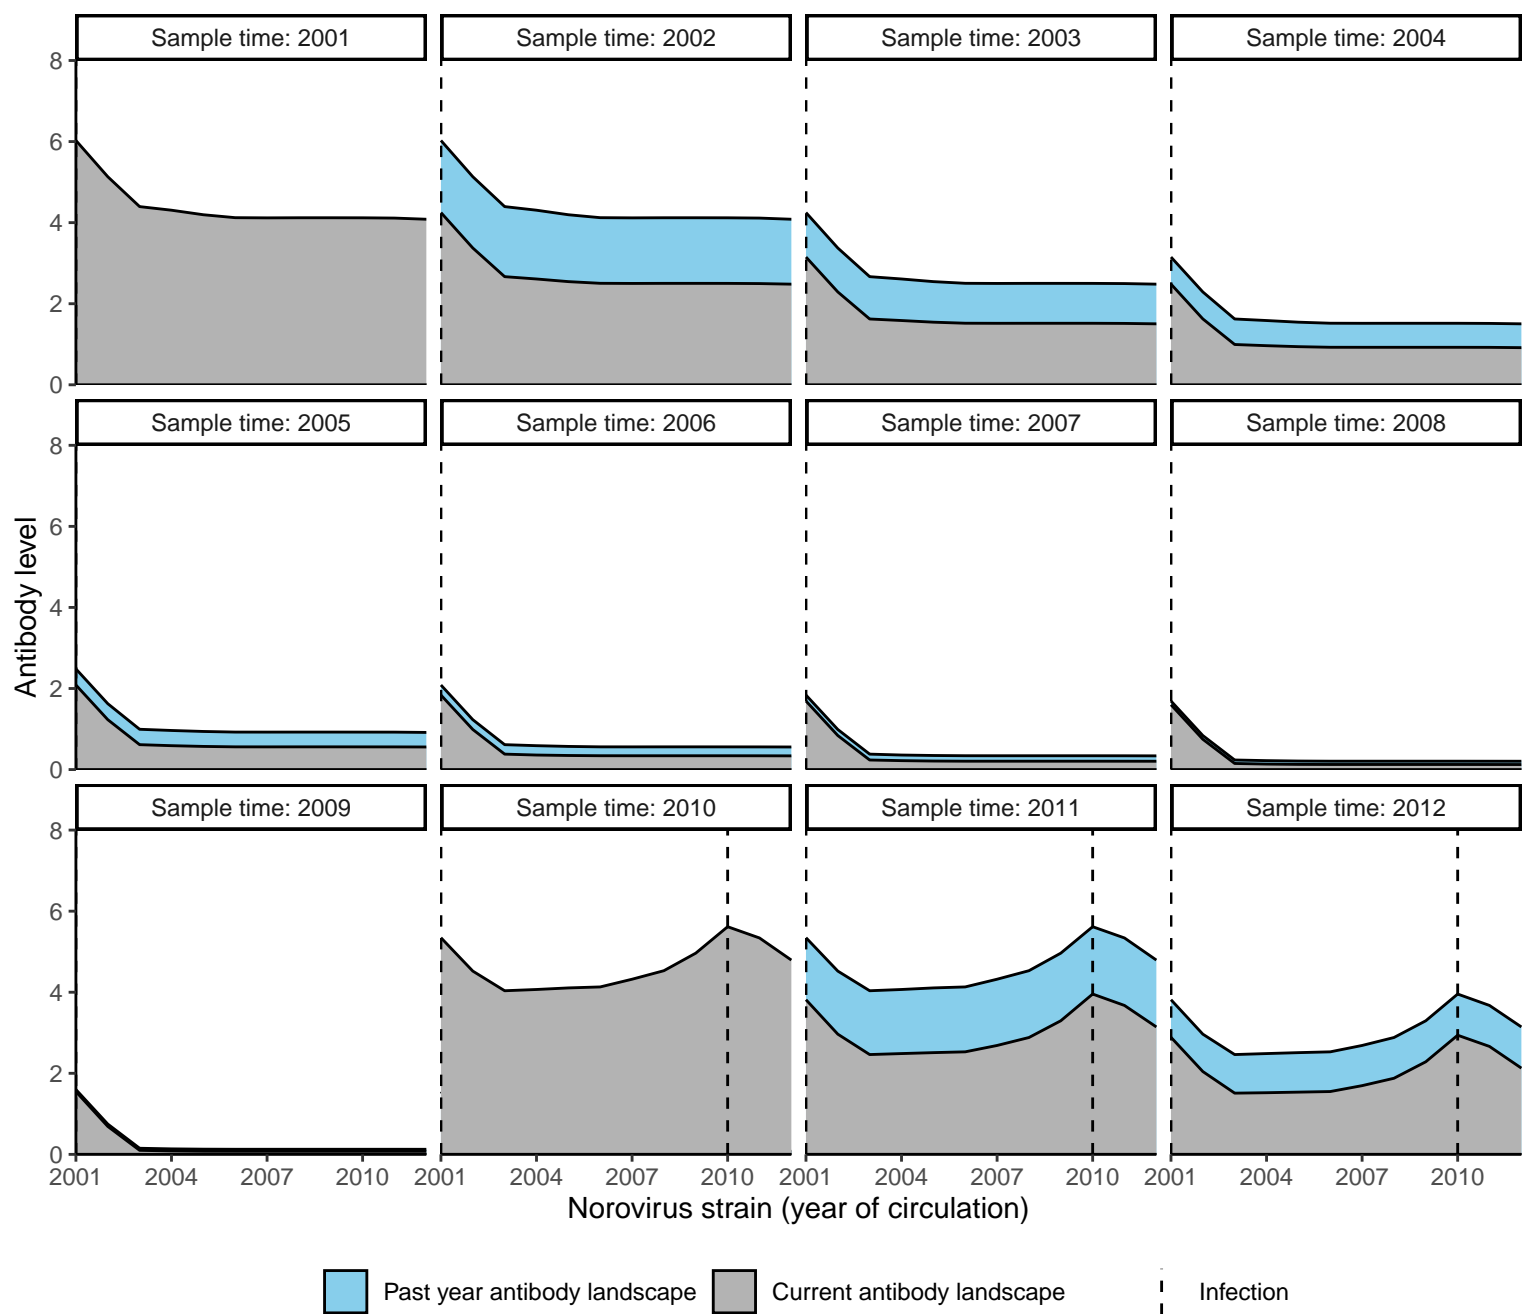 Sample time: 2001 Sample time: 2002 Sample time: 2003 Sample time: 2004
8
6
4
2
0
Sample time: 2005 Sample time: 2006 Sample time: 2007 Sample time: 2008
8
6
4
2
0
Sample time: 2009 Sample time: 2010 Sample time: 2011 Sample time: 2012
8
6
4
2
0
Antibody level
2001 2004 2007 2010 2001 2004 2007 2010 2001 2004 2007 2010 2001 2004 2007 2010
Norovirus strain (year of circulation)
Past year antibody landscape Current antibody landscape Infection